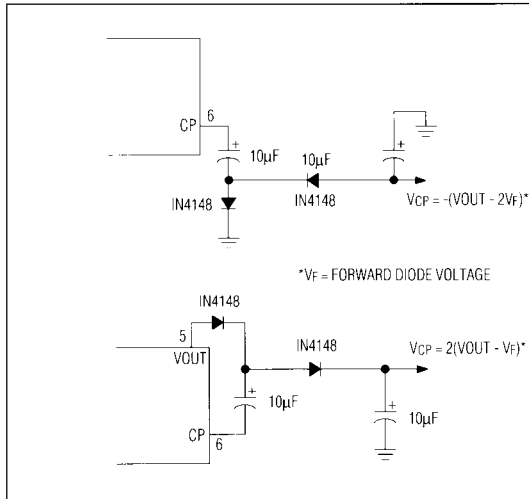 6
CP
+
10µF
10µF
+
IN4148
IN4148
VCP = -(VOUT - 2VF)*
*VF = FORWARD DIODE VOLTAGE
5
IN4148
IN4148
VOUT
VCP = 2(VOUT - VF)*
+
10µF
+
10µF
CP
6